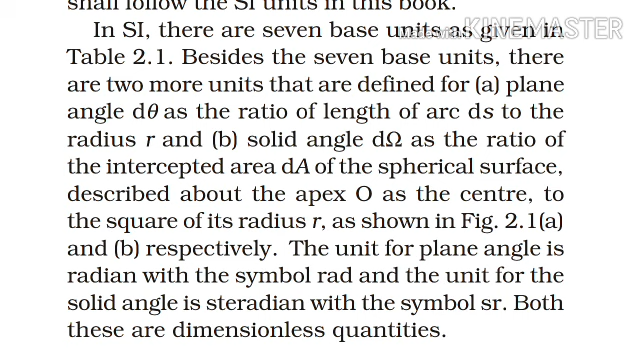 shall follow the SI units in this book.
In SI, there are seven base units as given in
Table 2.1. Besides the seven base units, there
are two more units that are defined for (a) plane
angle dθ as the ratio of length of arc ds to the
radius r and (b) solid angle dΩ as the ratio of
the intercepted area dA of the spherical surface,
described about the apex O as the centre, to
the square of its radius r, as shown in Fig. 2.1(a)
and (b) respectively. The unit for plane angle is
radian with the symbol rad and the unit for the
solid angle is steradian with the symbol sr. Both
these are dimensionless quantities.
made with KINEMASTER